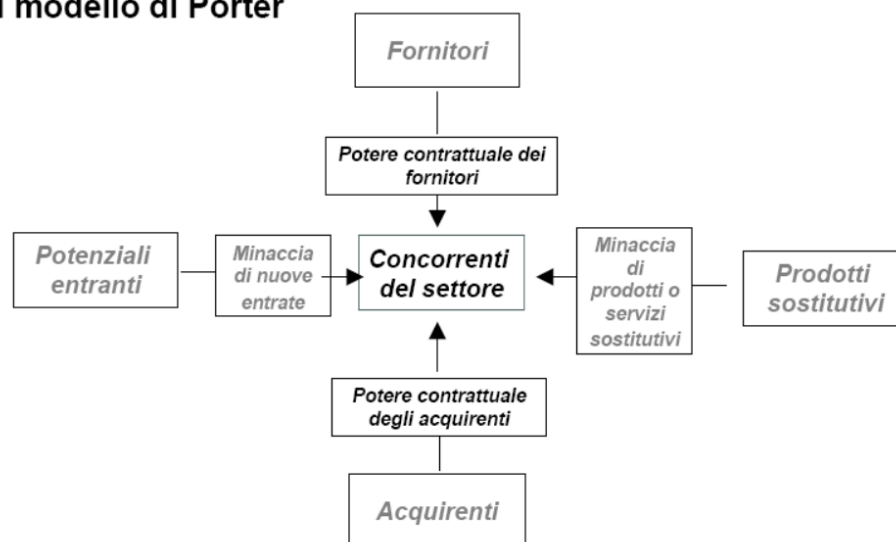 modello di Porter
Fornitori
Potere contrattuale dei
fornitori
Potenziali
entranti
Minaccia
di nuove
entrate
Concorrenti
del settore
Minaccia
di
prodotti o
servizi
sostitutivi
Prodotti
sostitutivi
Potere contrattuale
degli acquirenti
Acquirenti